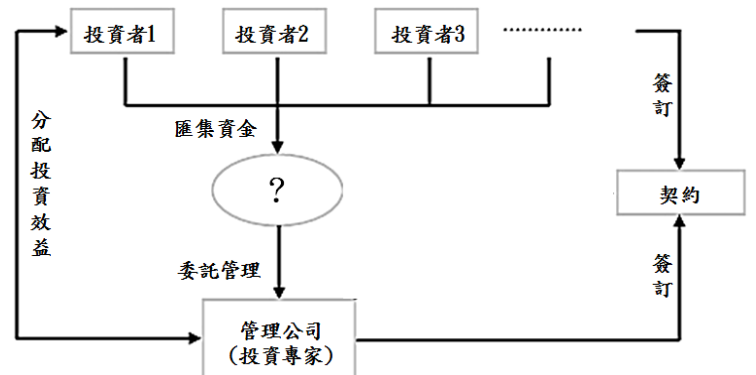 投資者1
投資者2
投資者3
…………
匯集資金
分配投資效益
簽訂
?
契約
委託管理
簽訂
管理公司
(投資專家)